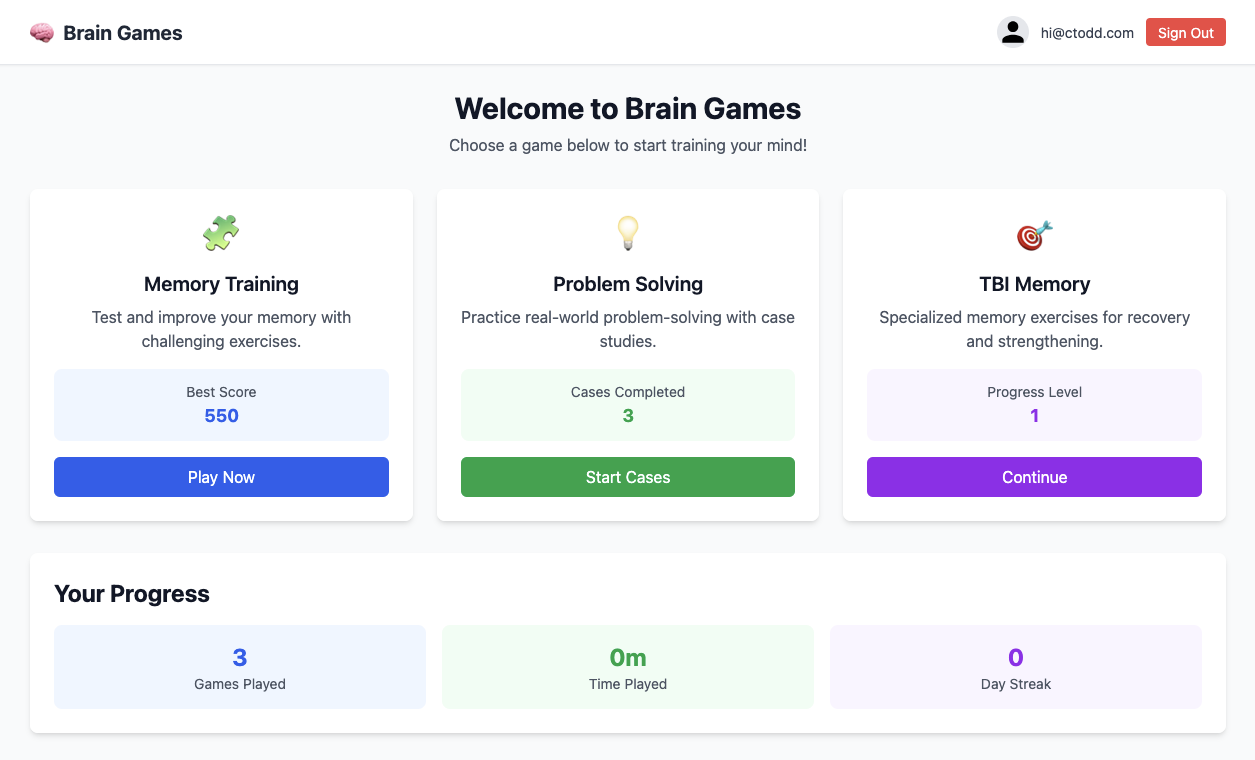 Brain Games
hi@ctodd.com
Sign Out
Welcome to Brain Games
Choose a game below to start training your mind!
Memory Training
Test and improve your memory with
challenging exercises.
Best Score
550
Play Now
Problem Solving
Practice real-world problem-solving with case
studies.
Cases Completed
3
Start Cases
TBI Memory
Specialized memory exercises for recovery
and strengthening.
Progress Level
1
Continue
Your Progress
3
Games Played
0m
Time Played
0
Day Streak